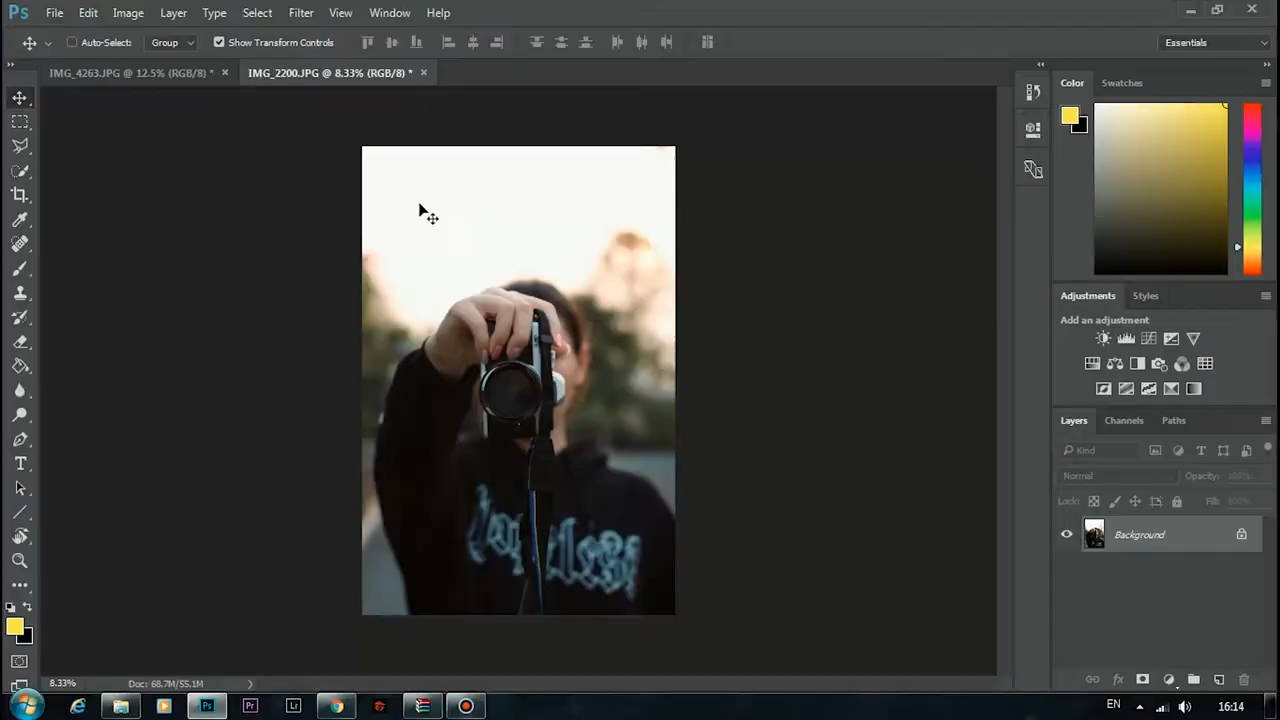 Ps File Edit Image Layer Type Select Filter View Window Help
Auto-Select: Group Show Transform Controls Essentials
IMG_4263.JPG @ 12.5% (RGB/8) * × IMG_2200.JPG @ 8.33% (RGB/8) * ×
Color Swatches
Adjustments Styles
Add an adjustment
Layers Channels Paths
Kind
Normal Opacity: 100%
Lock: Fill: 100%
Background
8.33% Doc: 68.7M/55.1M
Ps Pr Lr EN 16:14